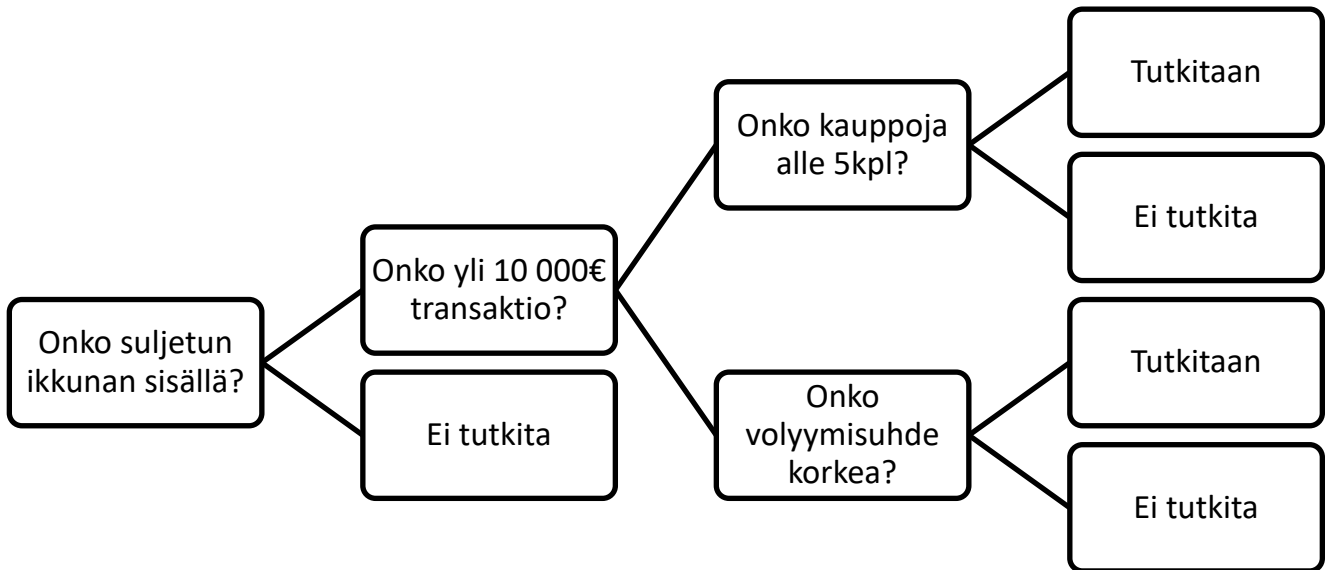 Onko suljetun
ikkunan sisällä?
Onko yli 10 000€
transaktio?
Ei tutkita
Onko kauppoja
alle 5kpl?
Onko
volyymisuhde
korkea?
Tutkitaan
Ei tutkita
Tutkitaan
Ei tutkita